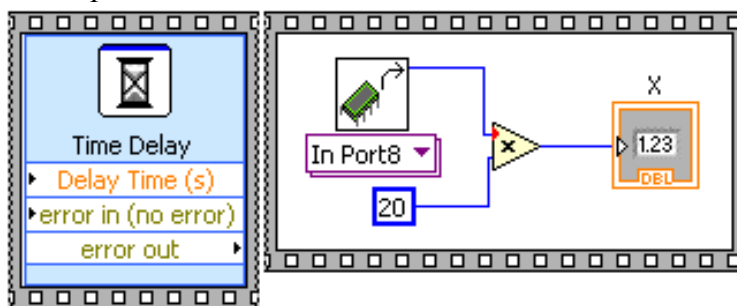 Time Delay
Delay Time (s)
error in (no error)
error out
In Port8
20
x
X
1.23
DBL